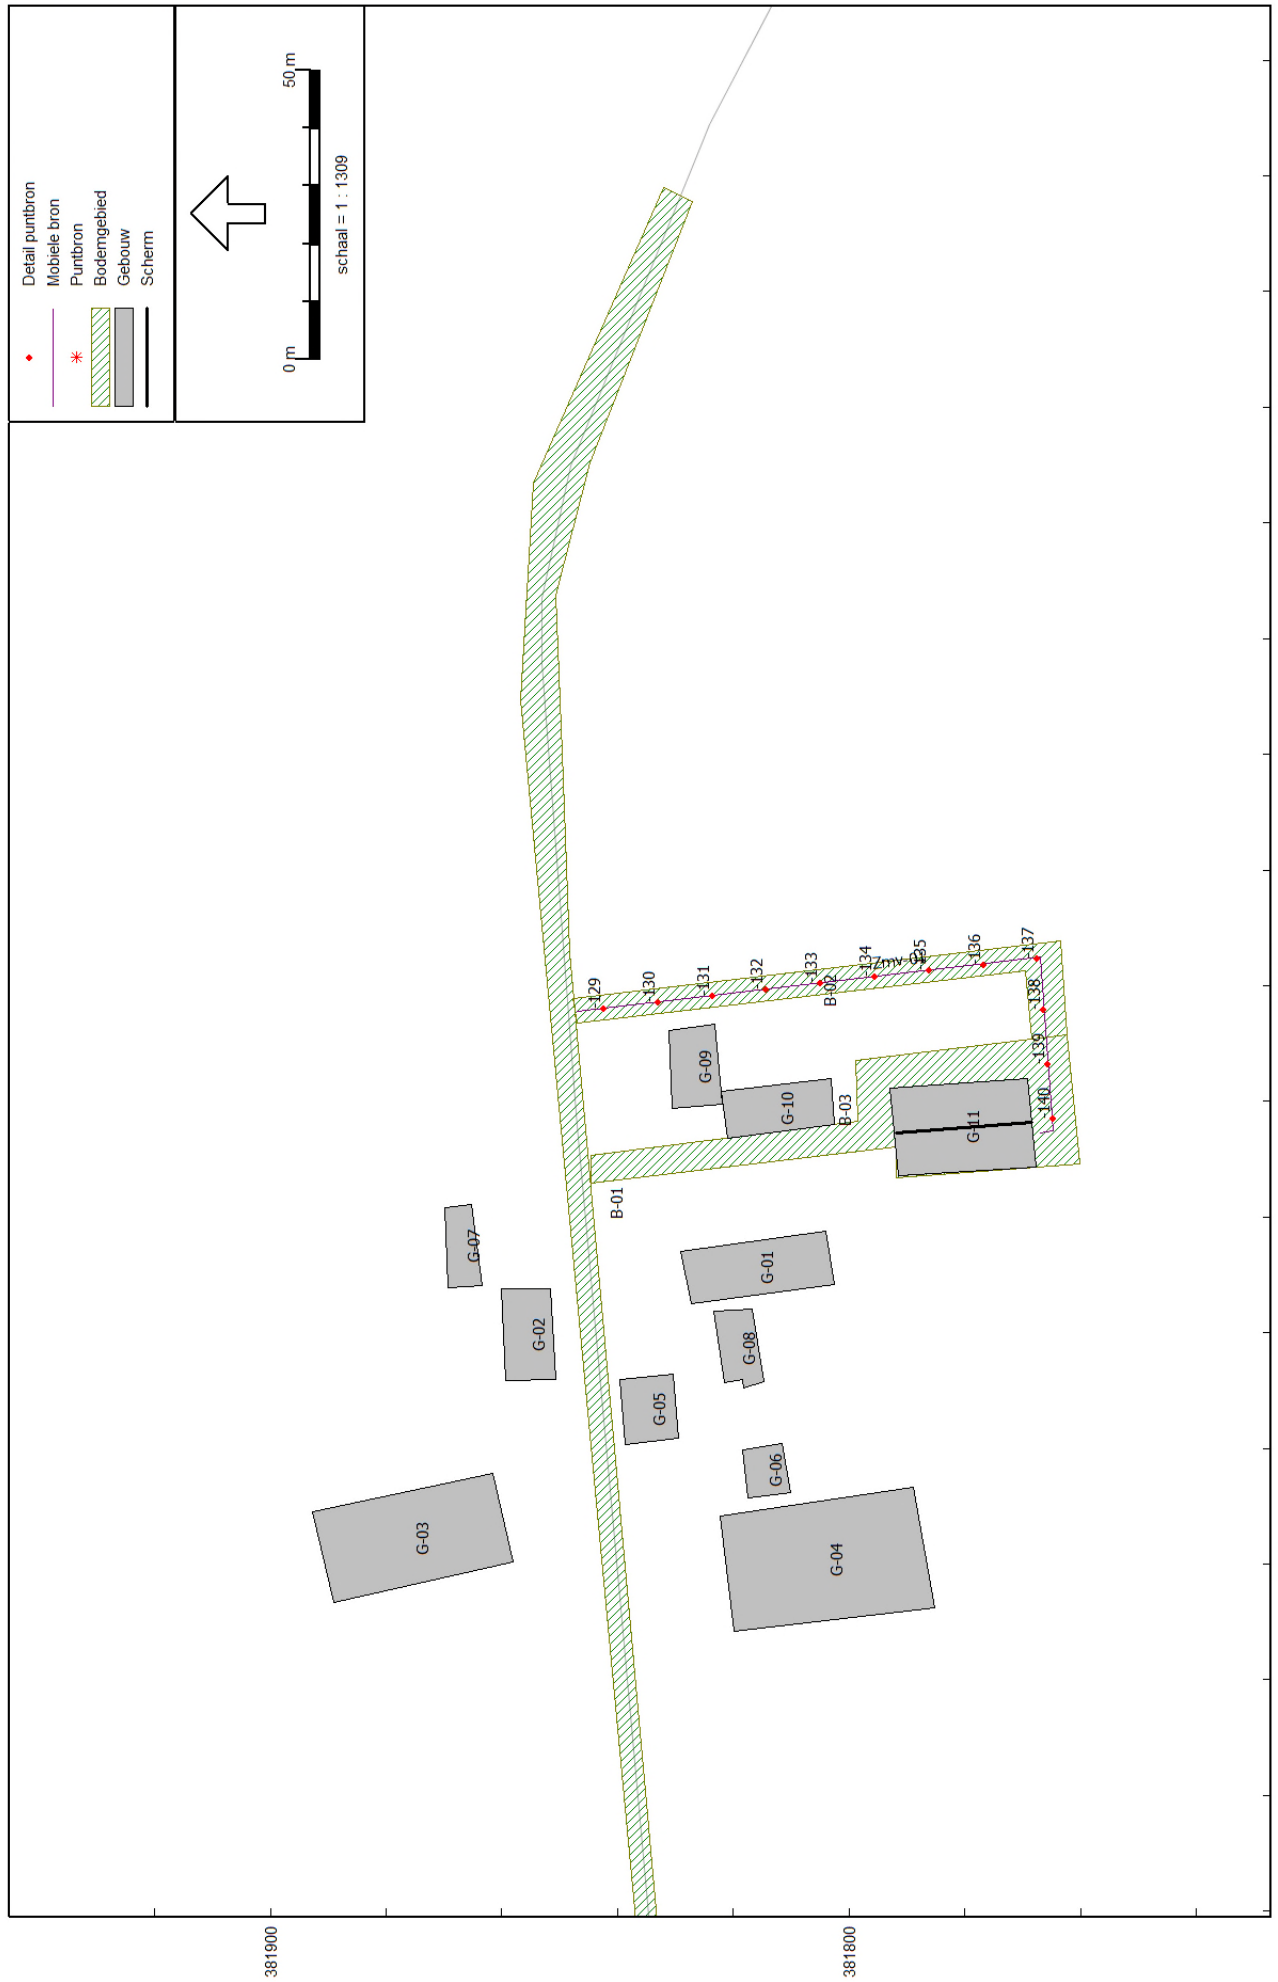 Detail puntbron
Mobiele bron
Puntbron
Bodemgebied
Gebouw
Scherm
0 m
50 m
schaal = 1 : 1309
381900
381800
G-03
G-02
G-07
G-04
G-06
G-05
G-08
G-01
B-01
G-09
G-10
B-03
G-11
B-02
Zmv-01
-129
-130
-131
-132
-133
-134
-135
-136
-137
-138
-139
-140